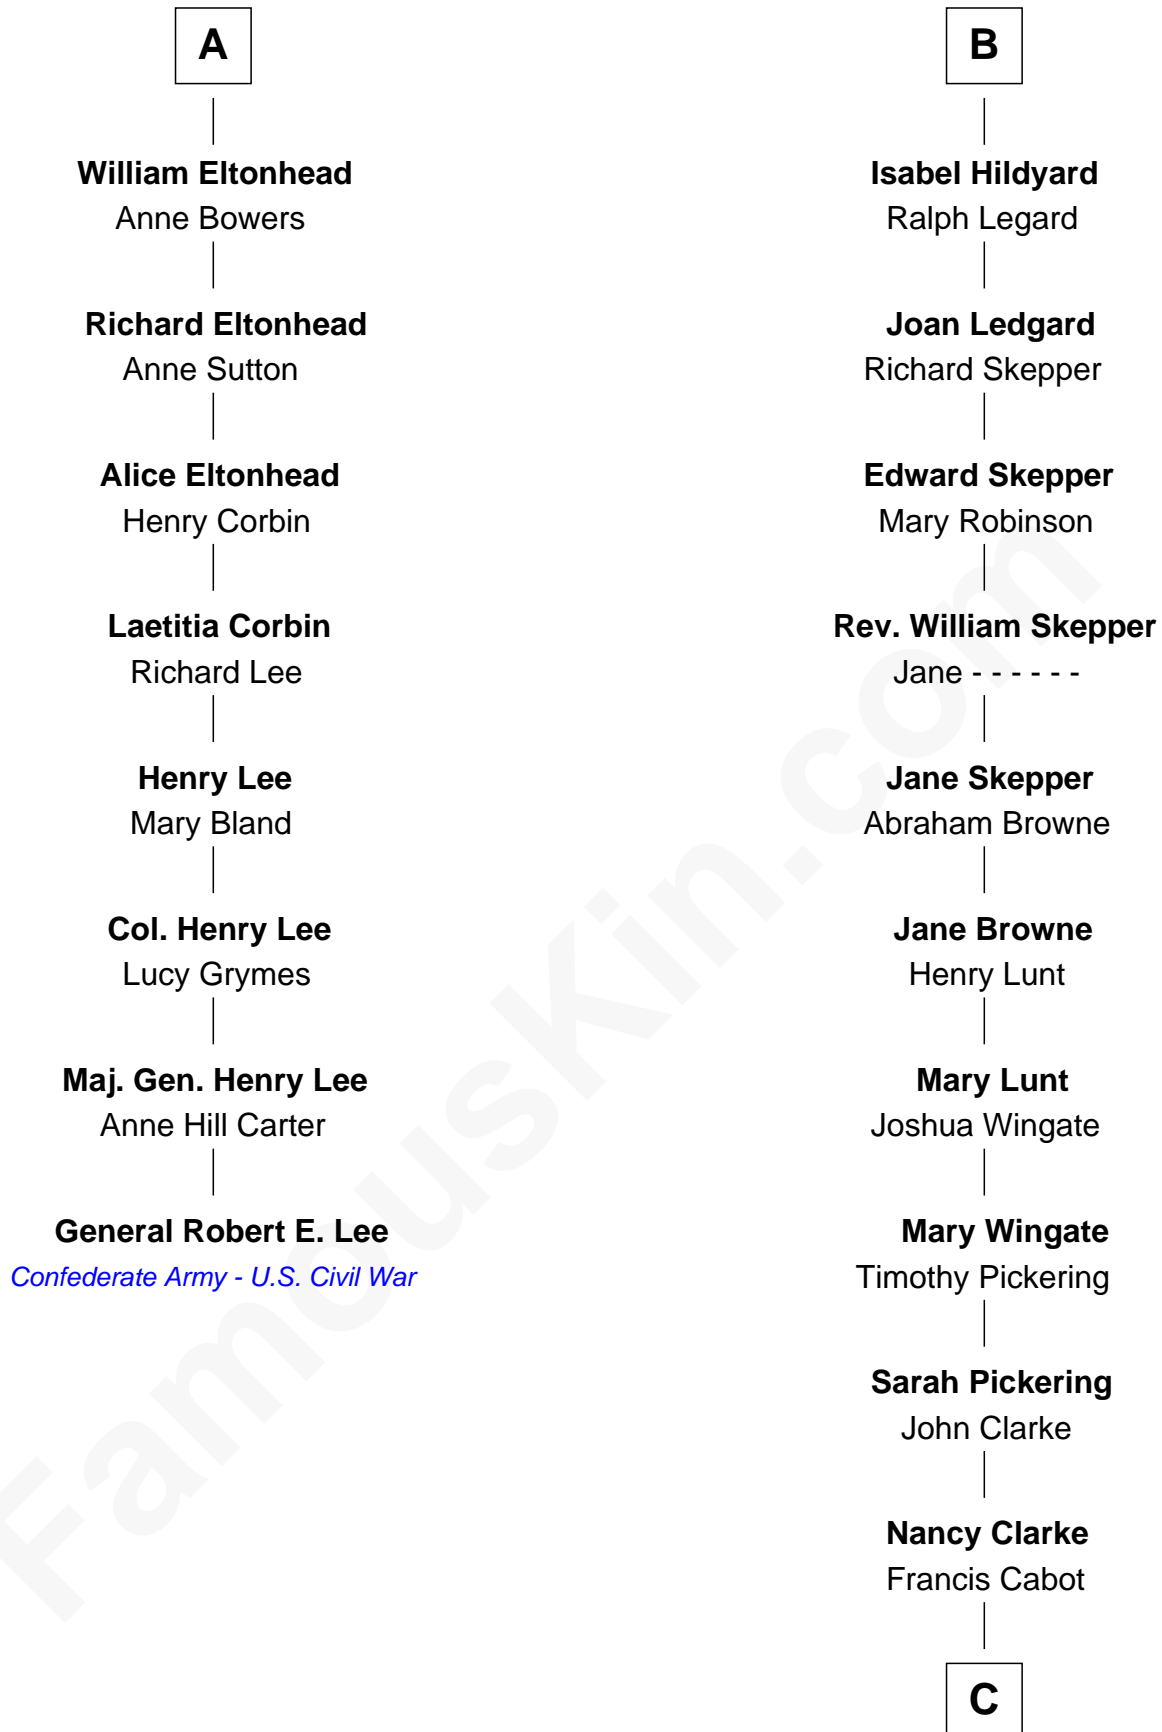 A
William Eltonhead
Anne Bowers
Richard Eltonhead
Anne Sutton
Alice Eltonhead
Henry Corbin
Laetitia Corbin
Richard Lee
Henry Lee
Mary Bland
Col. Henry Lee
Lucy Grymes
Maj. Gen. Henry Lee
Anne Hill Carter
General Robert E. Lee
Confederate Army - U.S. Civil War
B
Isabel Hildyard
Ralph Legard
Joan Ledgard
Richard Skepper
Edward Skepper
Mary Robinson
Rev. William Skepper
Jane - - - - - -
Jane Skepper
Abraham Browne
Jane Browne
Henry Lunt
Mary Lunt
Joshua Wingate
Mary Wingate
Timothy Pickering
Sarah Pickering
John Clarke
Nancy Clarke
Francis Cabot
C
FamousKin.com